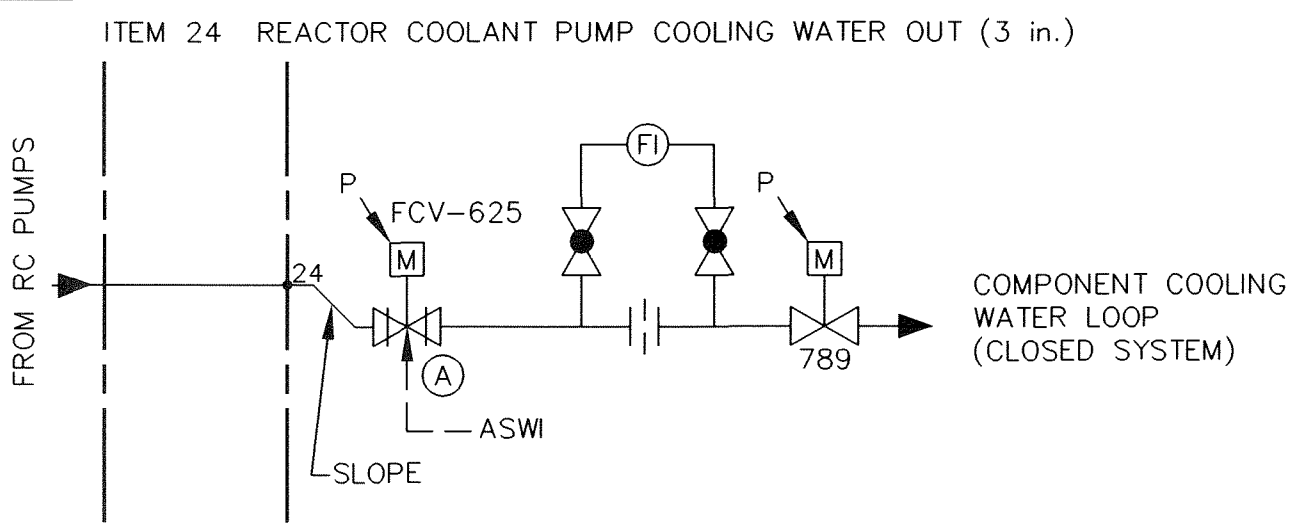 ITEM 24 REACTOR COOLANT PUMP COOLING WATER OUT (3 in.)
FROM RC PUMPS
24
P
FCV-625
M
A
ASWI
SLOPE
FI
P
M
789
COMPONENT COOLING
WATER LOOP
(CLOSED SYSTEM)